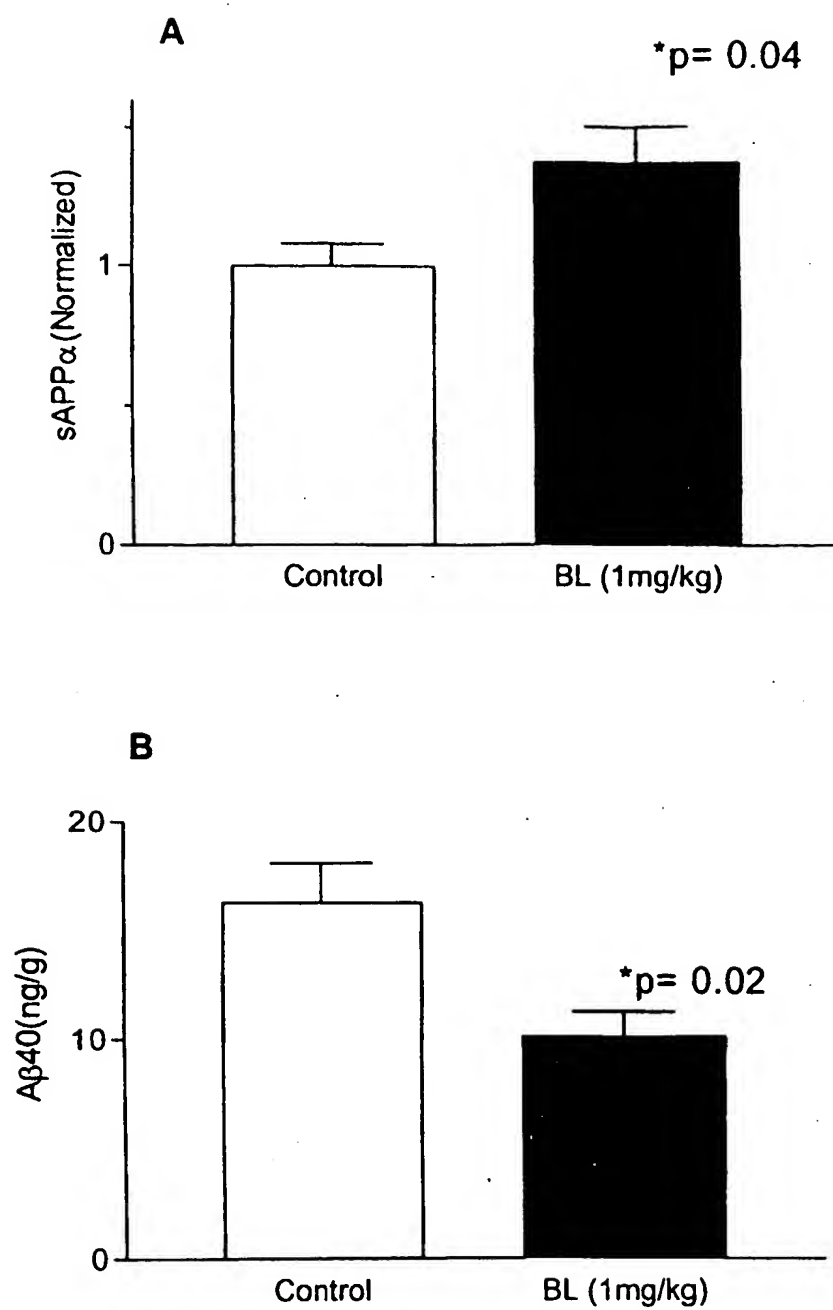 A
*p= 0.04
sAPPα(Normalized)
1
0
Control
BL (1mg/kg)
B
20
*p= 0.02
Aβ40(ng/g)
10
0
Control
BL (1mg/kg)